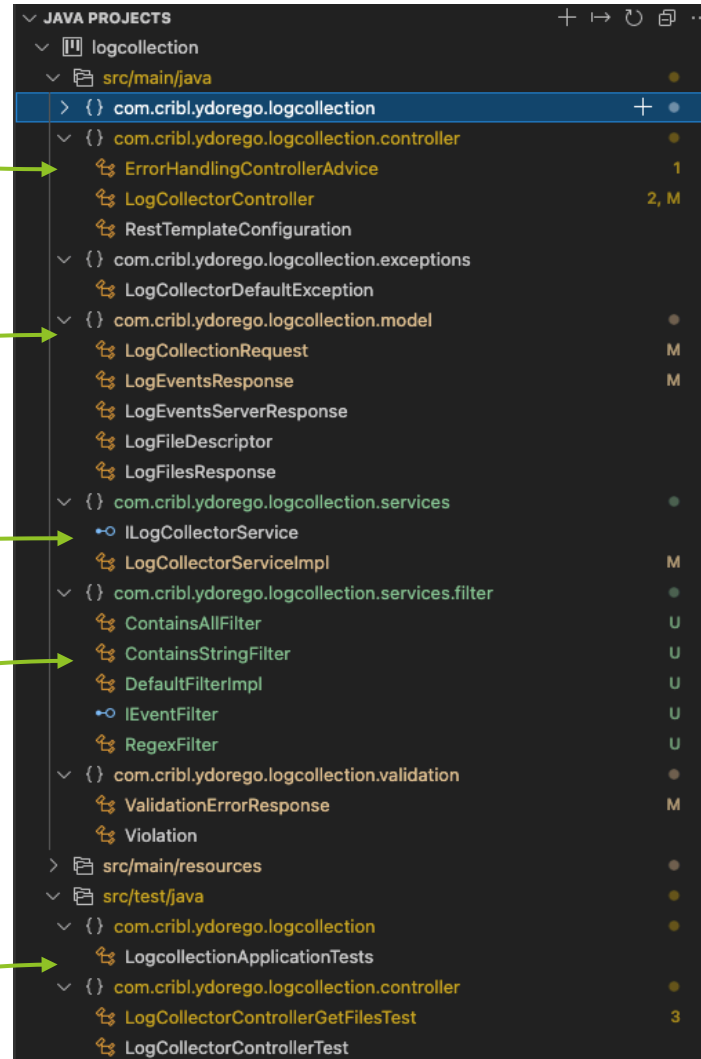 JAVA PROJECTS
logcollection
src/main/java
{} com.cribl.ydorego.logcollection
{} com.cribl.ydorego.logcollection.controller
ErrorHandlingControllerAdvice 1
LogCollectorController 2, M
RestTemplateConfiguration
{} com.cribl.ydorego.logcollection.exceptions
LogCollectorDefaultException
{} com.cribl.ydorego.logcollection.model
LogCollectionRequest M
LogEventsResponse M
LogEventsServerResponse
LogFileDescriptor
LogFilesResponse
{} com.cribl.ydorego.logcollection.services
ILogCollectorService
LogCollectorServiceImpl M
{} com.cribl.ydorego.logcollection.services.filter
ContainsAllFilter U
ContainsStringFilter U
DefaultFilterImpl U
IEventFilter U
RegexFilter U
{} com.cribl.ydorego.logcollection.validation
ValidationErrorResponse M
Violation
src/main/resources
src/test/java
{} com.cribl.ydorego.logcollection
LogcollectionApplicationTests
{} com.cribl.ydorego.logcollection.controller
LogCollectorControllerGetFilesTest 3
LogCollectorControllerTest